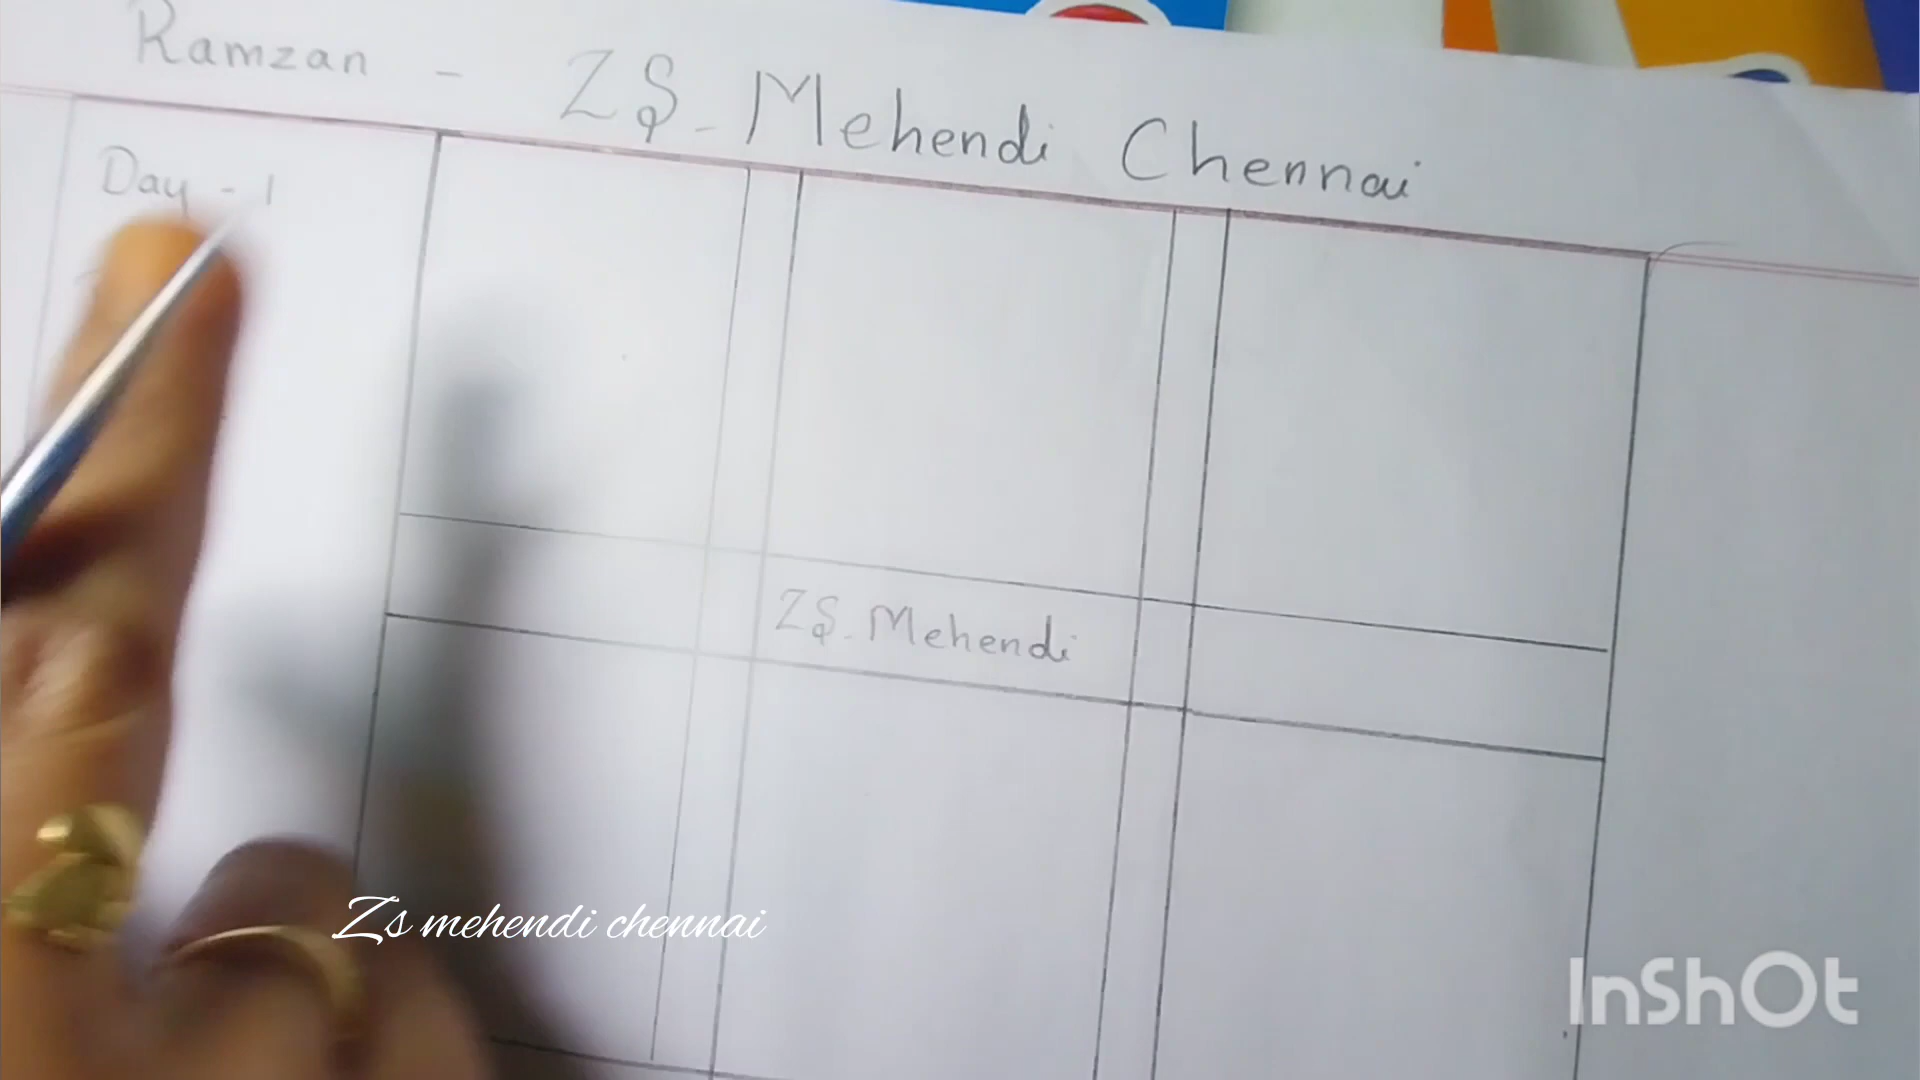 Ramzan - ZS - Mehendi Chennai
Day - 1
ZS - Mehendi
Zs mehendi chennai
InShOt